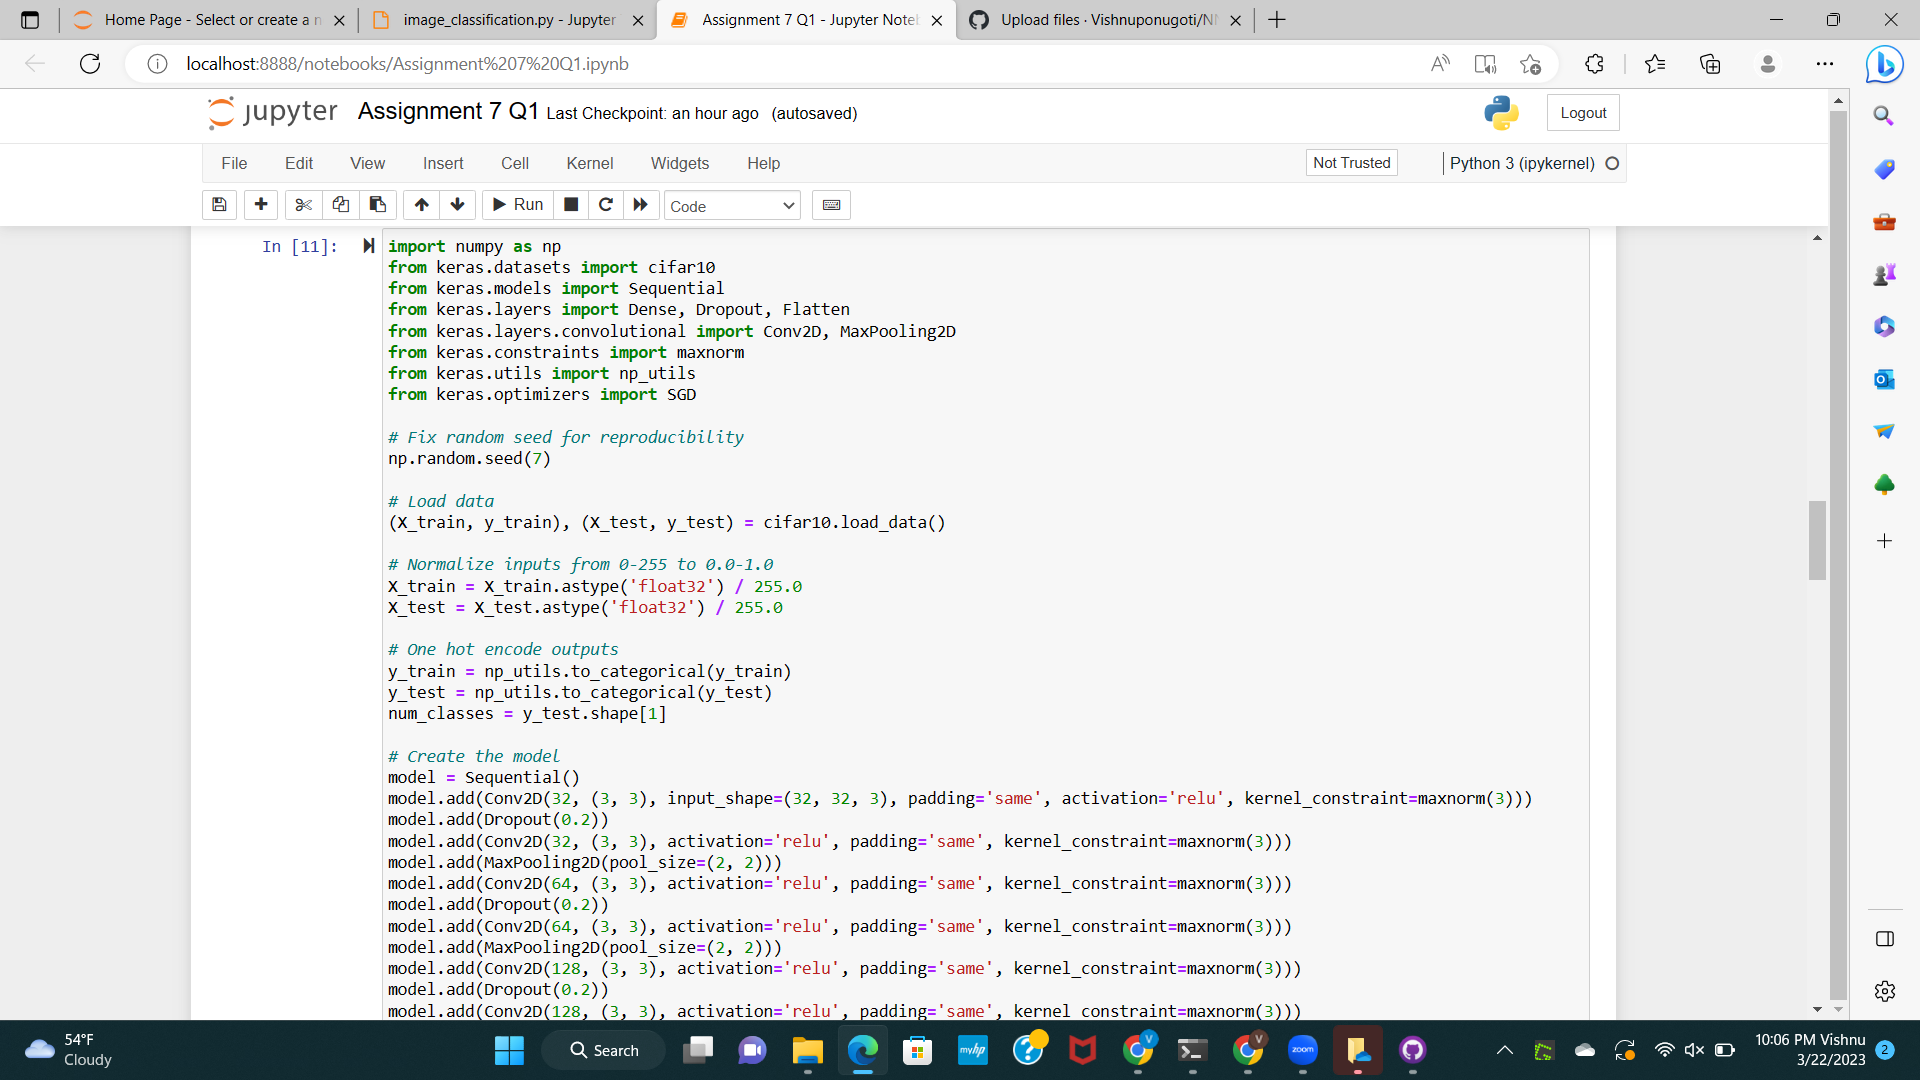 Home Page - Select or create a n
image_classification.py - Jupyter
Assignment 7 Q1 - Jupyter Note
Upload files · Vishnuponugoti/N
localhost:8888/notebooks/Assignment%207%20Q1.ipynb
jupyter Assignment 7 Q1 Last Checkpoint: an hour ago (autosaved)
Logout
File Edit View Insert Cell Kernel Widgets Help
Not Trusted
Python 3 (ipykernel)
Run
Code
In [11]:
import numpy as np
from keras.datasets import cifar10
from keras.models import Sequential
from keras.layers import Dense, Dropout, Flatten
from keras.layers.convolutional import Conv2D, MaxPooling2D
from keras.constraints import maxnorm
from keras.utils import np_utils
from keras.optimizers import SGD
# Fix random seed for reproducibility
np.random.seed(7)
# Load data
(X_train, y_train), (X_test, y_test) = cifar10.load_data()
# Normalize inputs from 0-255 to 0.0-1.0
X_train = X_train.astype('float32') / 255.0
X_test = X_test.astype('float32') / 255.0
# One hot encode outputs
y_train = np_utils.to_categorical(y_train)
y_test = np_utils.to_categorical(y_test)
num_classes = y_test.shape[1]
# Create the model
model = Sequential()
model.add(Conv2D(32, (3, 3), input_shape=(32, 32, 3), padding='same', activation='relu', kernel_constraint=maxnorm(3)))
model.add(Dropout(0.2))
model.add(Conv2D(32, (3, 3), activation='relu', padding='same', kernel_constraint=maxnorm(3)))
model.add(MaxPooling2D(pool_size=(2, 2)))
model.add(Conv2D(64, (3, 3), activation='relu', padding='same', kernel_constraint=maxnorm(3)))
model.add(Dropout(0.2))
model.add(Conv2D(64, (3, 3), activation='relu', padding='same', kernel_constraint=maxnorm(3)))
model.add(MaxPooling2D(pool_size=(2, 2)))
model.add(Conv2D(128, (3, 3), activation='relu', padding='same', kernel_constraint=maxnorm(3)))
model.add(Dropout(0.2))
model.add(Conv2D(128, (3, 3), activation='relu', padding='same', kernel_constraint=maxnorm(3)))
54°F
Cloudy
Search
myhp
V
V
zoom
10:06 PM Vishnu
3/22/2023
2